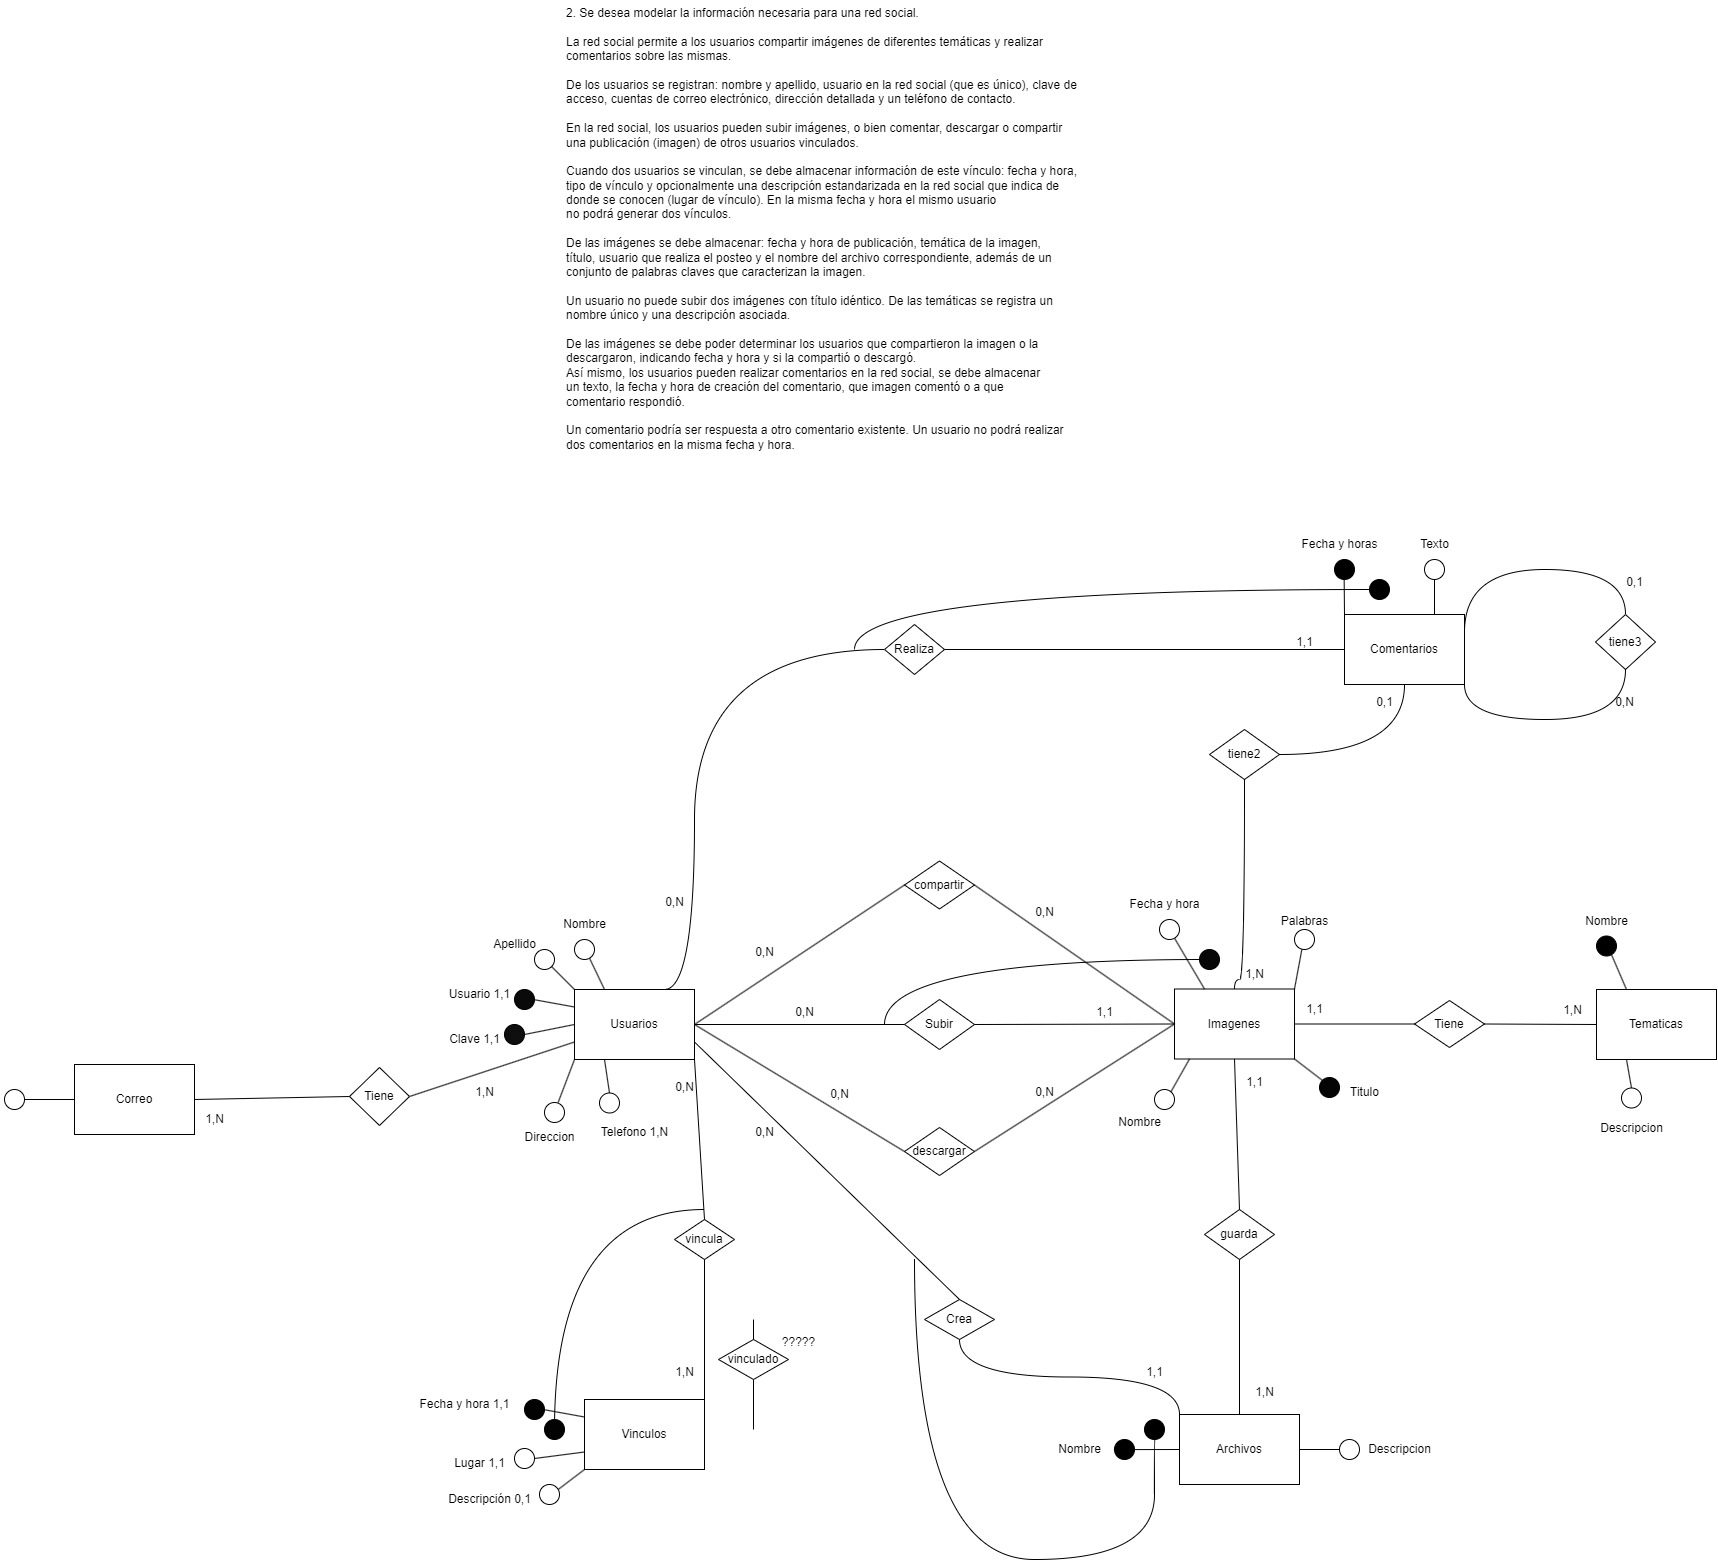 2. Se desea modelar la información necesaria para una red social.
La red social permite a los usuarios compartir imágenes de diferentes temáticas y realizar
comentarios sobre las mismas.
De los usuarios se registran: nombre y apellido, usuario en la red social (que es único), clave de
acceso, cuentas de correo electrónico, dirección detallada y un teléfono de contacto.
En la red social, los usuarios pueden subir imágenes, o bien comentar, descargar o compartir
una publicación (imagen) de otros usuarios vinculados.
Cuando dos usuarios se vinculan, se debe almacenar información de este vínculo: fecha y hora,
tipo de vínculo y opcionalmente una descripción estandarizada en la red social que indica de
donde se conocen (lugar de vínculo). En la misma fecha y hora el mismo usuario
no podrá generar dos vínculos.
De las imágenes se debe almacenar: fecha y hora de publicación, temática de la imagen,
título, usuario que realiza el posteo y el nombre del archivo correspondiente, además de un
conjunto de palabras claves que caracterizan la imagen.
Un usuario no puede subir dos imágenes con título idéntico. De las temáticas se registra un
nombre único y una descripción asociada.
De las imágenes se debe poder determinar los usuarios que compartieron la imagen o la
descargaron, indicando fecha y hora y si la compartió o descargó.
Así mismo, los usuarios pueden realizar comentarios en la red social, se debe almacenar
un texto, la fecha y hora de creación del comentario, que imagen comentó o a que
comentario respondió.
Un comentario podría ser respuesta a otro comentario existente. Un usuario no podrá realizar
dos comentarios en la misma fecha y hora.
Fecha y horas
Texto
0,1
Realiza
1,1
Comentarios
tiene3
0,1
0,N
tiene2
compartir
0,N
Fecha y hora
0,N
Nombre
Palabras
Nombre
Apellido
0,N
1,N
Usuario 1,1
0,N
1,1
1,1
1,N
Usuarios
Subir
Imagenes
Tiene
Tematicas
Clave 1,1
0,N
1,1
0,N
0,N
Titulo
Correo
Tiene
1,N
1,N
Direccion
Telefono 1,N
0,N
Nombre
Descripcion
descargar
vincula
guarda
Crea
?????
vinculado
1,N
1,1
1,N
Fecha y hora 1,1
Vinculos
Nombre
Archivos
Descripcion
Lugar 1,1
Descripción 0,1